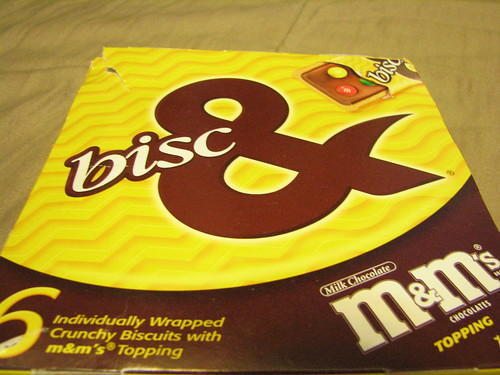 bisc
bisc &®
Milk Chocolate
m&m's®
CHOCOLATES
TOPPING
6
Individually Wrapped
Crunchy Biscuits with
m&m's® Topping